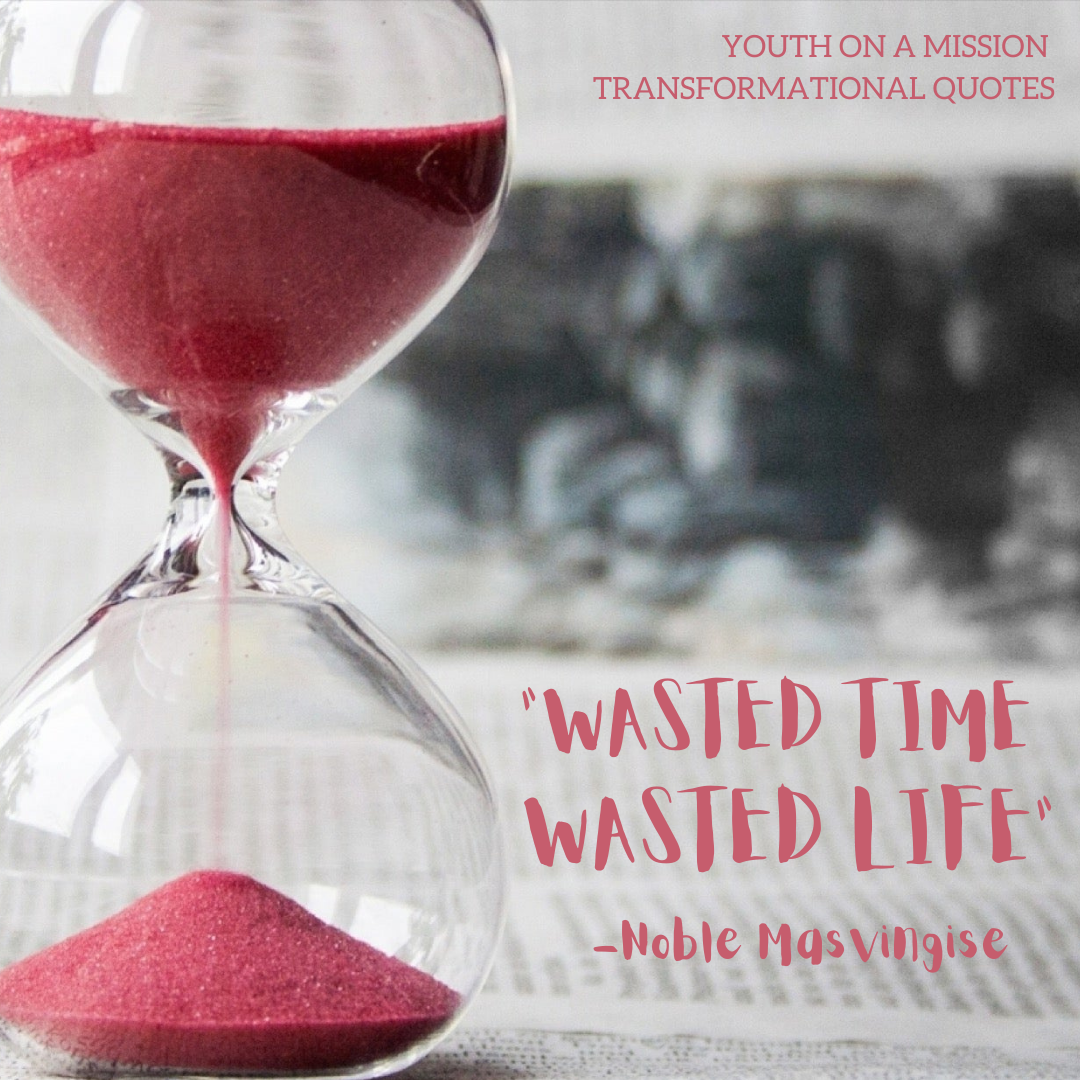 YOUTH ON A MISSION
TRANSFORMATIONAL QUOTES
"WASTED TIME
WASTED LIFE"
-Noble Masvingise